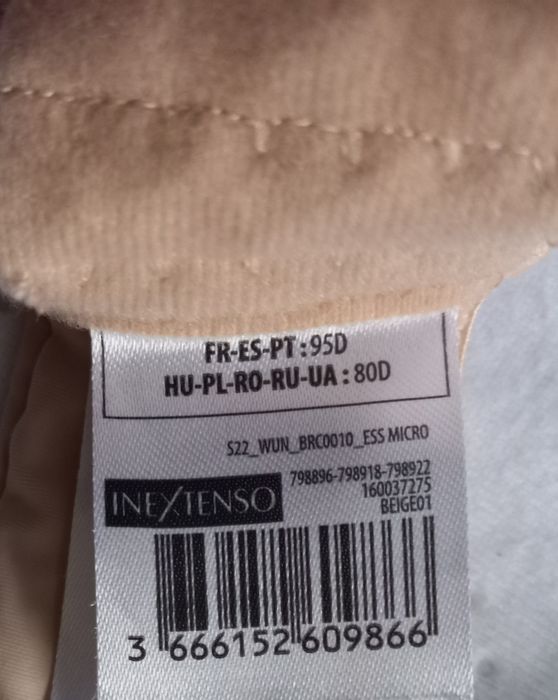 FR-ES-PT : 95D
HU-PL-RO-RU-UA : 80D
S22_WUN_BRC0010_ESS MICRO
INEXTENSO
798896-798918-798922
160037275
BEIGE01
3 666152 609866